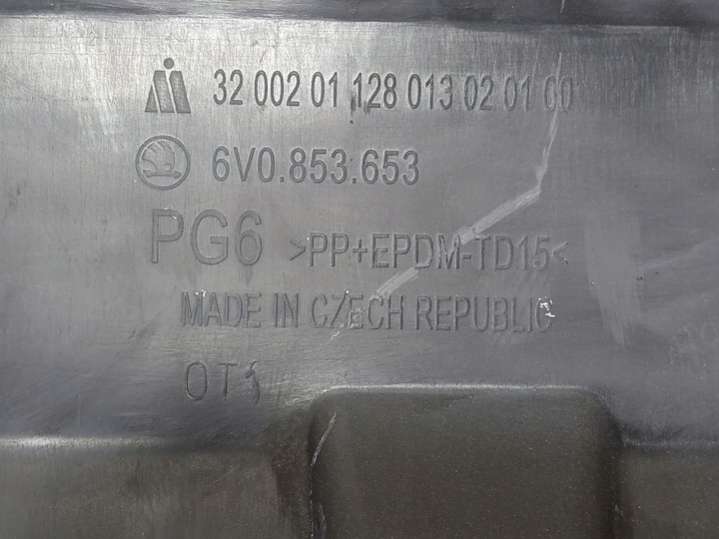 32 002 01 128 013 02 01 00
6V0.853.653
PG6 >PP+EPDM-TD15<
MADE IN CZECH REPUBLIC
OT1